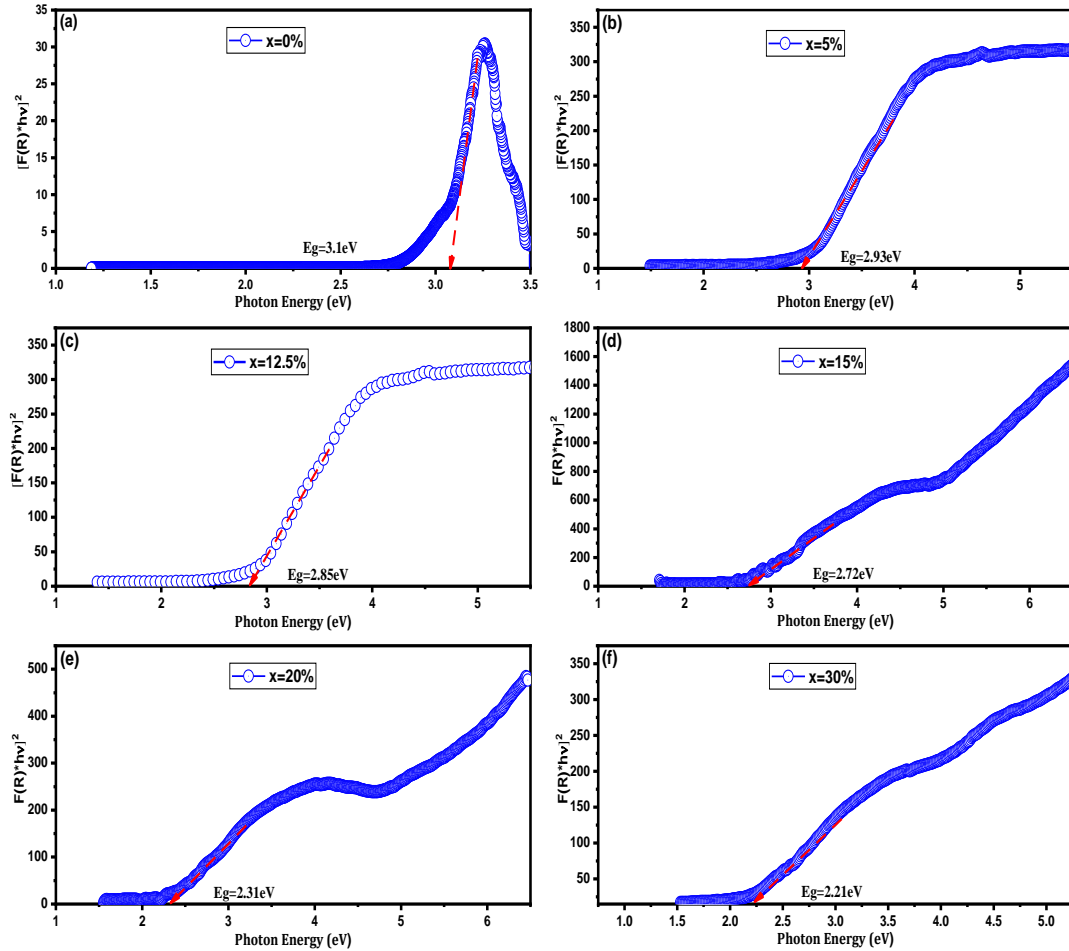 (a)
x=0%
[F(R)*hν]²
35
30
25
20
15
10
5
0
Eg=3.1eV
1.0 1.5 2.0 2.5 3.0 3.5
Photon Energy (eV)
(b)
x=5%
[F(R)*hν]²
350
300
250
200
150
100
50
0
Eg=2.93eV
1 2 3 4 5
Photon Energy (eV)
(c)
x=12.5%
[F(R)*hν]²
350
300
250
200
150
100
50
0
Eg=2.85eV
1 2 3 4 5
Photon Energy (eV)
(d)
x=15%
F(R)*hν]²
1800
1600
1400
1200
1000
800
600
400
200
0
Eg=2.72eV
1 2 3 4 5 6
Photon Energy (eV)
(e)
x=20%
F(R)*hν]²
500
400
300
200
100
0
Eg=2.31eV
1 2 3 4 5 6
Photon Energy (eV)
(f)
x=30%
F(R)*hν]²
350
300
250
200
150
100
50
Eg=2.21eV
1.0 1.5 2.0 2.5 3.0 3.5 4.0 4.5 5.0
Photon Energy (eV)